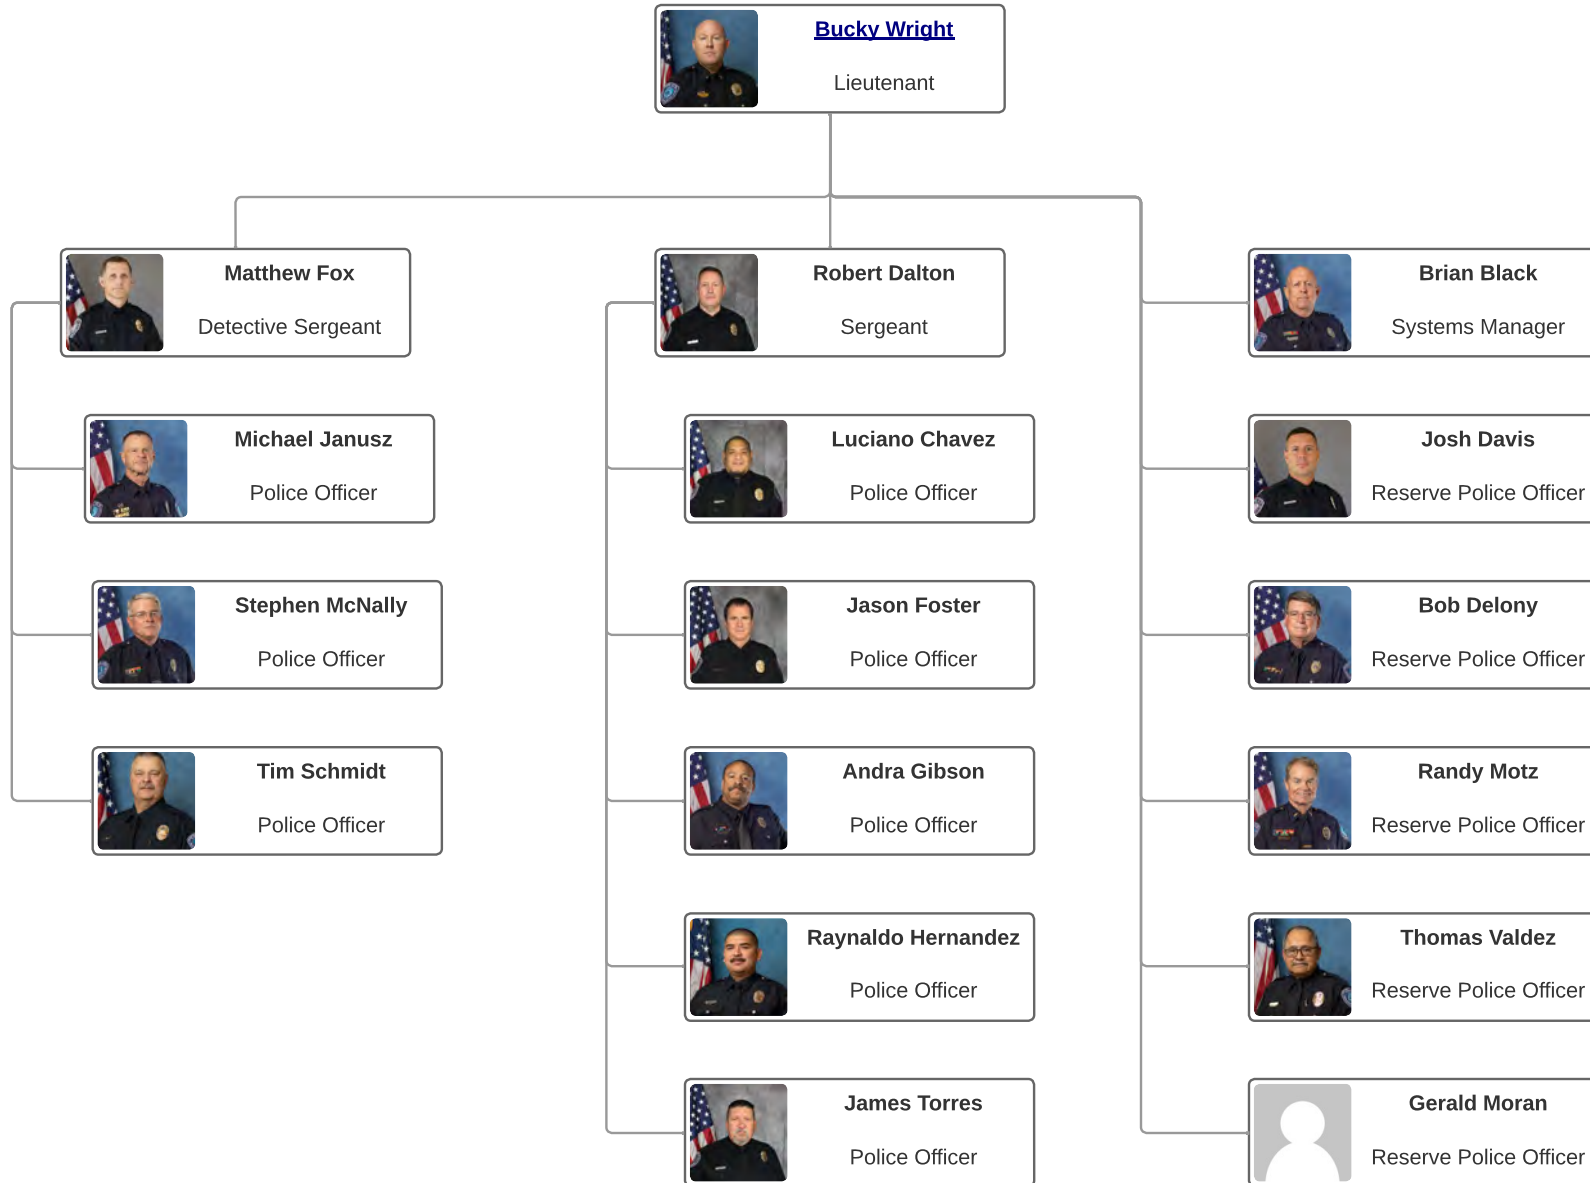 Bucky Wright
Lieutenant
Matthew Fox
Detective Sergeant
Robert Dalton
Sergeant
Brian Black
Systems Manager
Michael Janusz
Police Officer
Luciano Chavez
Police Officer
Josh Davis
Reserve Police Officer
Stephen McNally
Police Officer
Jason Foster
Police Officer
Bob Delony
Reserve Police Officer
Tim Schmidt
Police Officer
Andra Gibson
Police Officer
Randy Motz
Reserve Police Officer
Raynaldo Hernandez
Police Officer
Thomas Valdez
Reserve Police Officer
James Torres
Police Officer
Gerald Moran
Reserve Police Officer